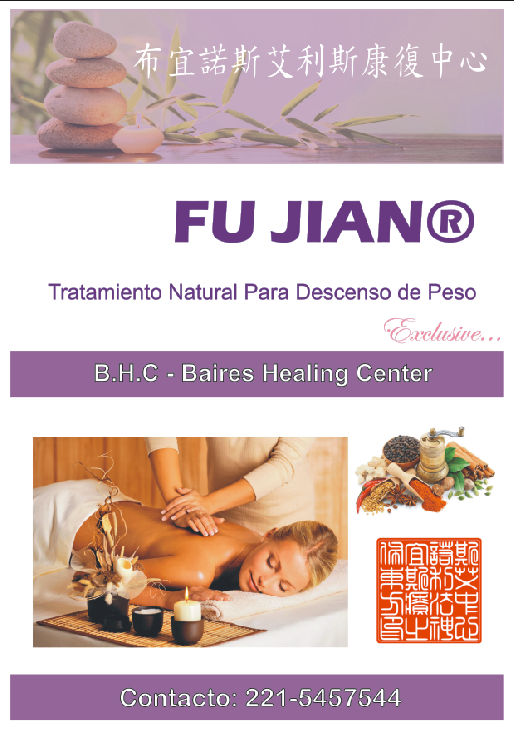 布宜諾斯艾利斯康復中心
FU JIAN®
Tratamiento Natural Para Descenso de Peso
Exclusive...
B.H.C - Baires Healing Center
Contacto: 221-5457544